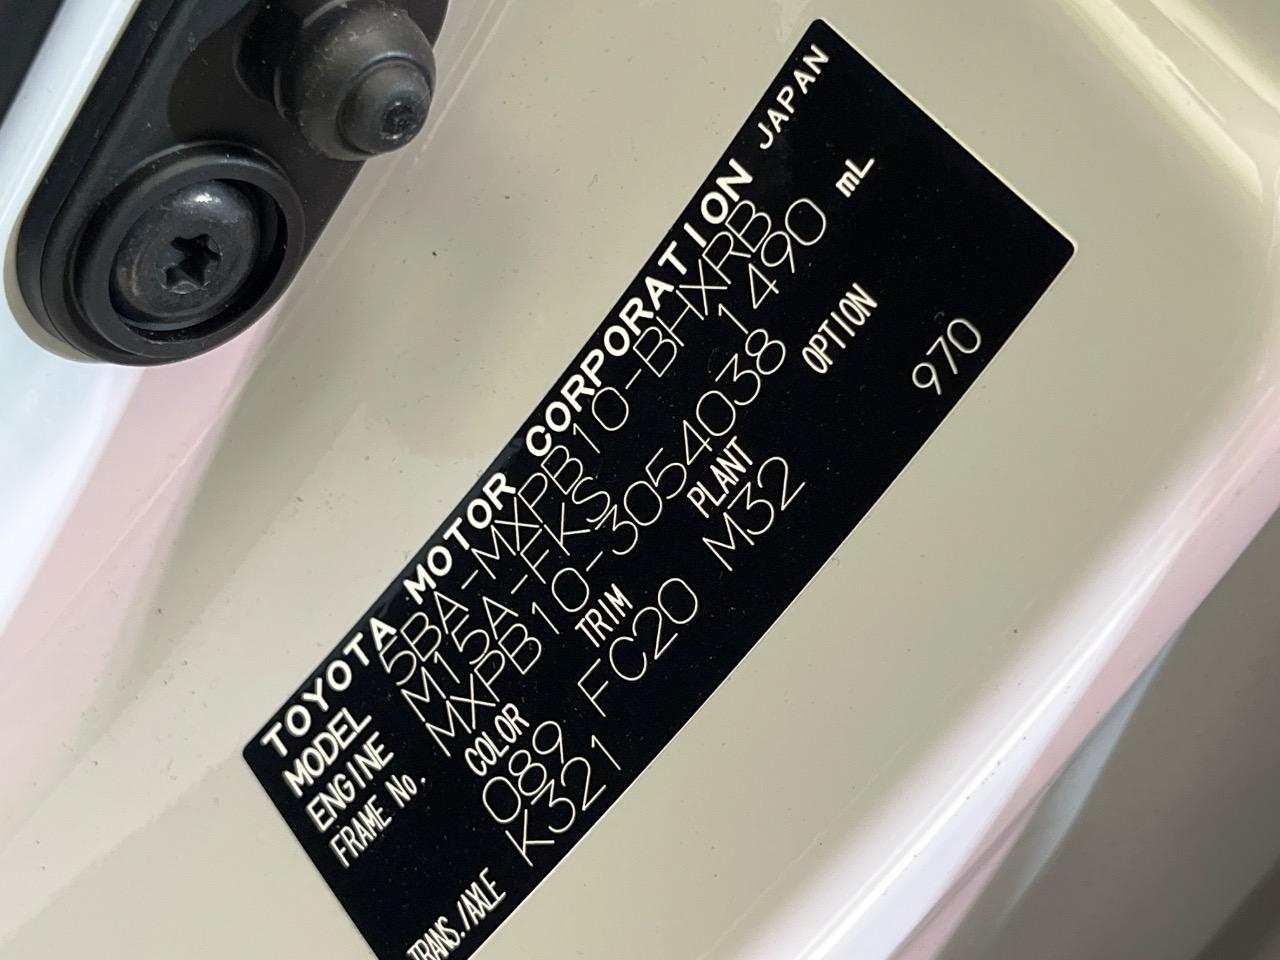 TOYOTA MOTOR CORPORATION JAPAN
MODEL 5BA-MXPB10-BHXRB
ENGINE M15A-FKS 1490 mL
FRAME No. MXPB10-3054038
COLOR TRIM PLANT OPTION
089 FC20 M32 970
TRANS./AXLE K321